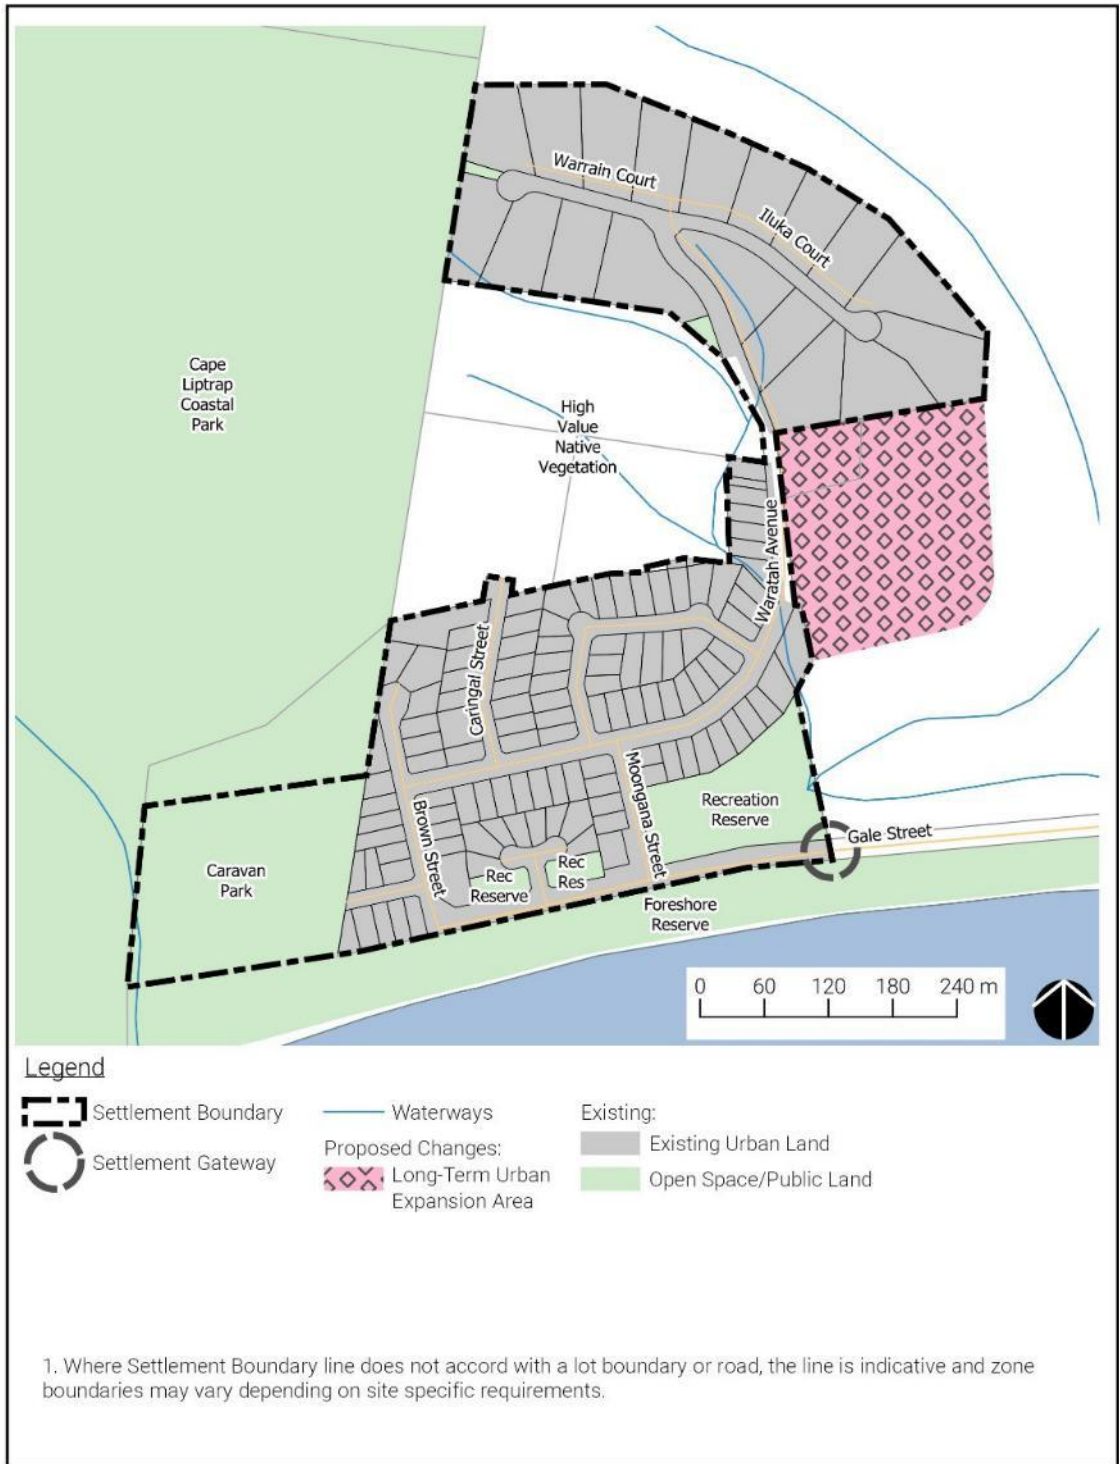 Warrain Court
Iluka Court
Cape
Liptrap
Coastal
Park
High
Value
Native
Vegetation
Waratah Avenue
Caringal Street
Moongana Street
Recreation
Reserve
Brown Street
Gale Street
Caravan
Park
Rec
Reserve
Rec
Res
Foreshore
Reserve
0 60 120 180 240 m
Legend
Settlement Boundary
Settlement Gateway
Waterways
Proposed Changes:
Long-Term Urban
Expansion Area
Existing:
Existing Urban Land
Open Space/Public Land
1. Where Settlement Boundary line does not accord with a lot boundary or road, the line is indicative and zone
boundaries may vary depending on site specific requirements.